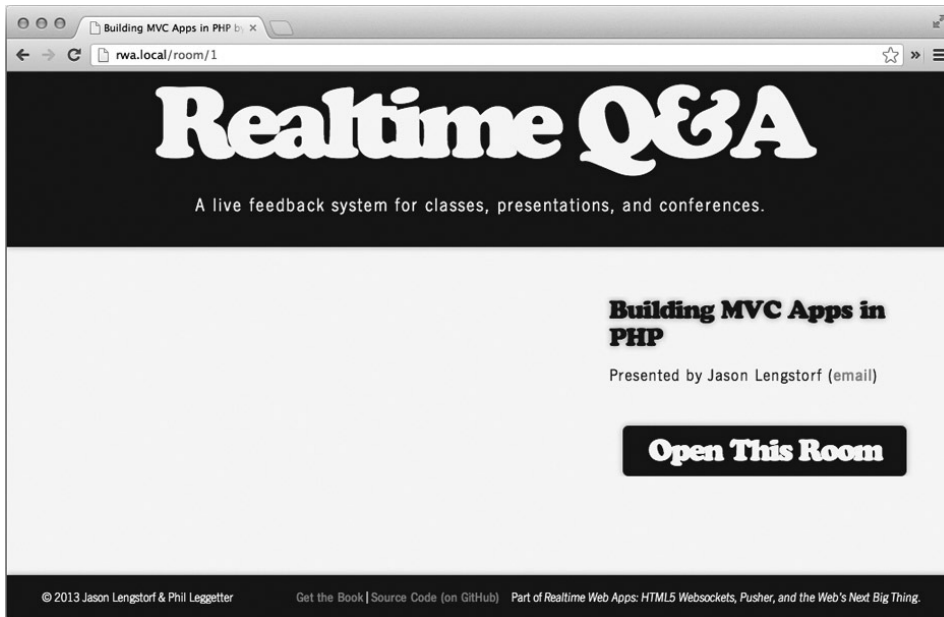 Building MVC Apps in PHP by
rwa.local/room/1
Realtime Q&A
A live feedback system for classes, presentations, and conferences.
Building MVC Apps in
PHP
Presented by Jason Lengstorf (email)
Open This Room
© 2013 Jason Lengstorf & Phil Leggetter
Get the Book | Source Code (on GitHub)
Part of Realtime Web Apps: HTML5 Websockets, Pusher, and the Web's Next Big Thing.